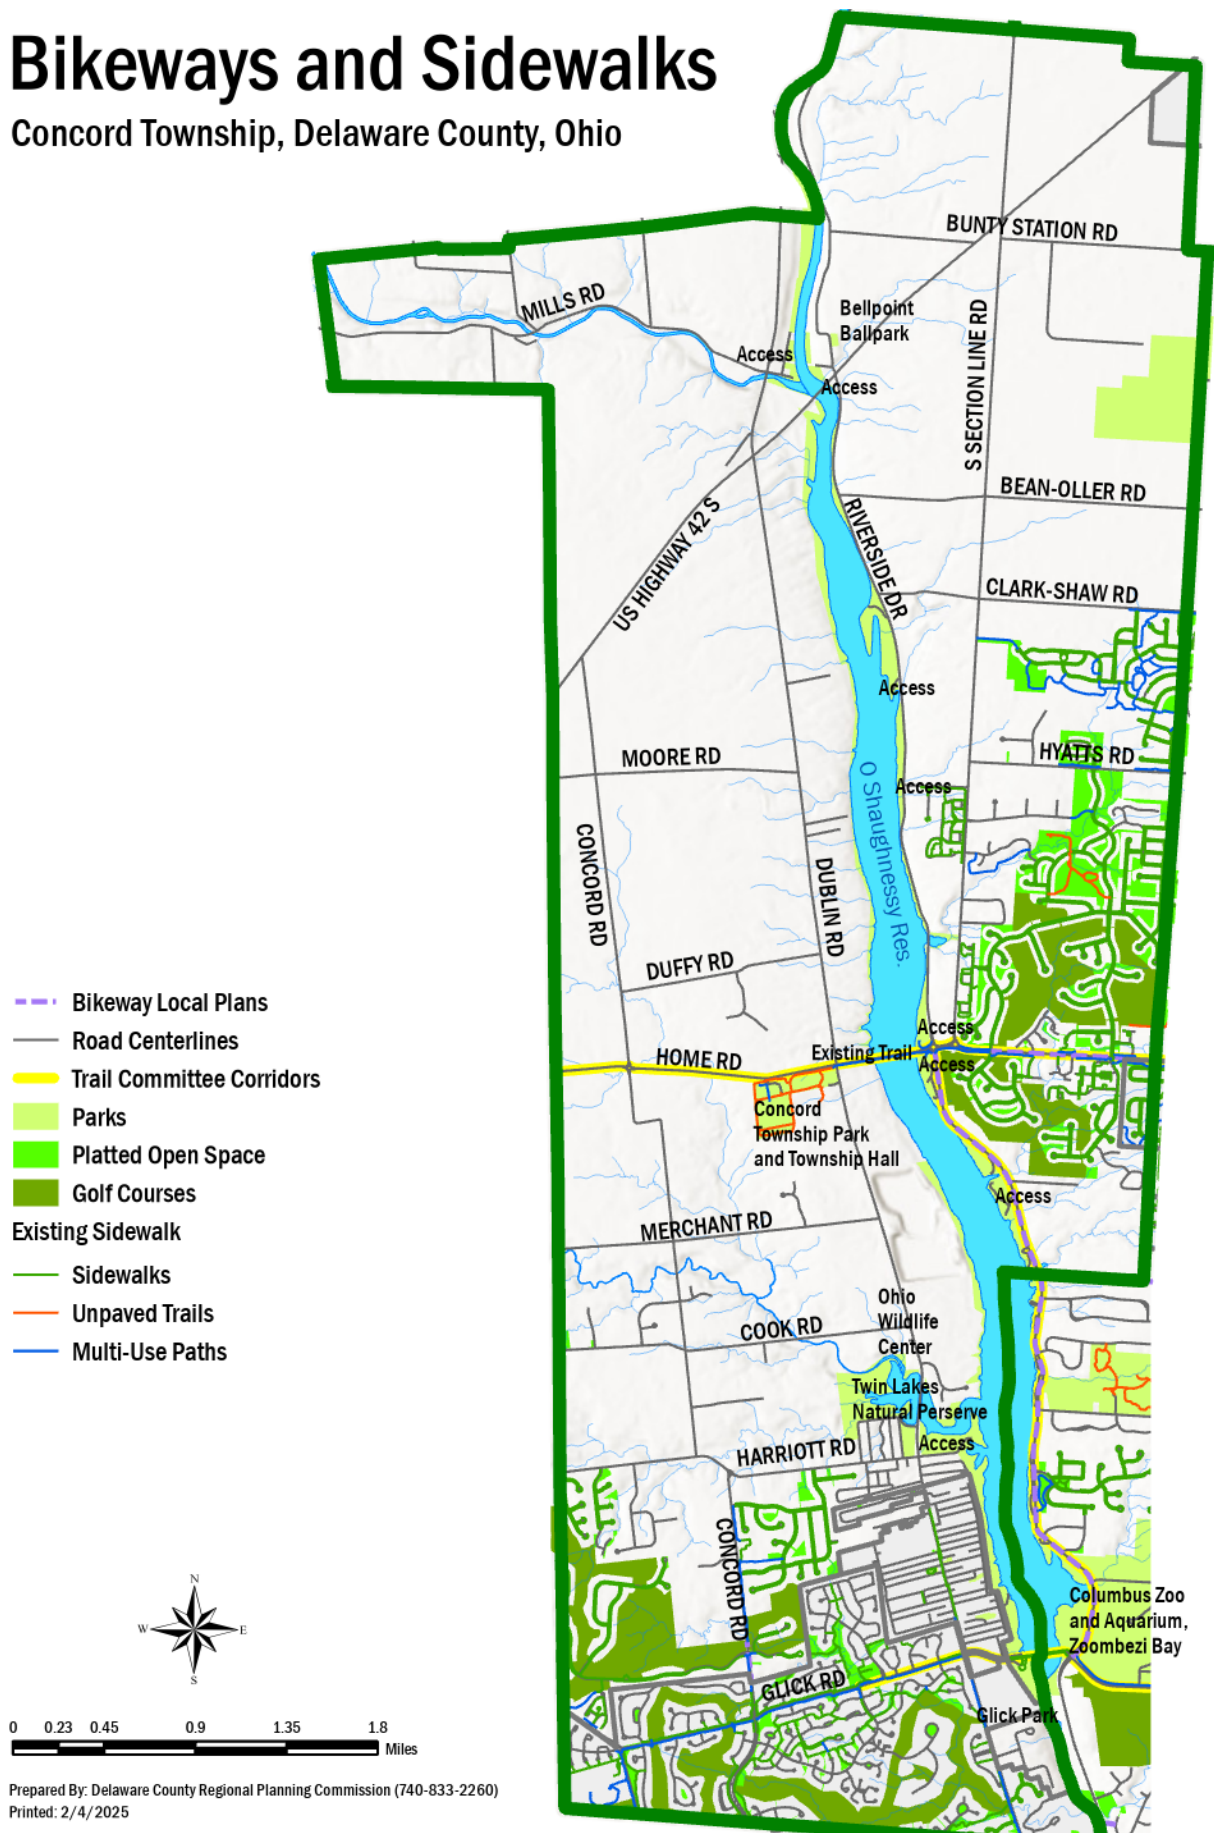 Bikeways and Sidewalks
Concord Township, Delaware County, Ohio
BUNTY STATION RD
MILLS RD
Bellpoint
Ballpark
Access
Access
S SECTION LINE RD
BEAN-OLLER RD
US HIGHWAY 42 S
RIVERSIDE DR
CLARK-SHAW RD
Access
HYATTS RD
MOORE RD
Access
O Shaughnessy Res.
CONCORD RD
DUBLIN RD
DUFFY RD
Bikeway Local Plans
Road Centerlines
Trail Committee Corridors
Parks
Platted Open Space
Golf Courses
Existing Sidewalk
Sidewalks
Unpaved Trails
Multi-Use Paths
Access
HOME RD
Existing Trail
Access
Concord
Township Park
and Township Hall
Access
MERCHANT RD
Ohio
Wildlife
Center
COOK RD
Twin Lakes
Natural Perserve
Access
HARRIOTT RD
CONCORD RD
Columbus Zoo
and Aquarium,
Zoombezi Bay
GLICK RD
Glick Park
N
W
E
S
0 0.23 0.45 0.9 1.35 1.8
Miles
Prepared By: Delaware County Regional Planning Commission (740-833-2260)
Printed: 2/4/2025